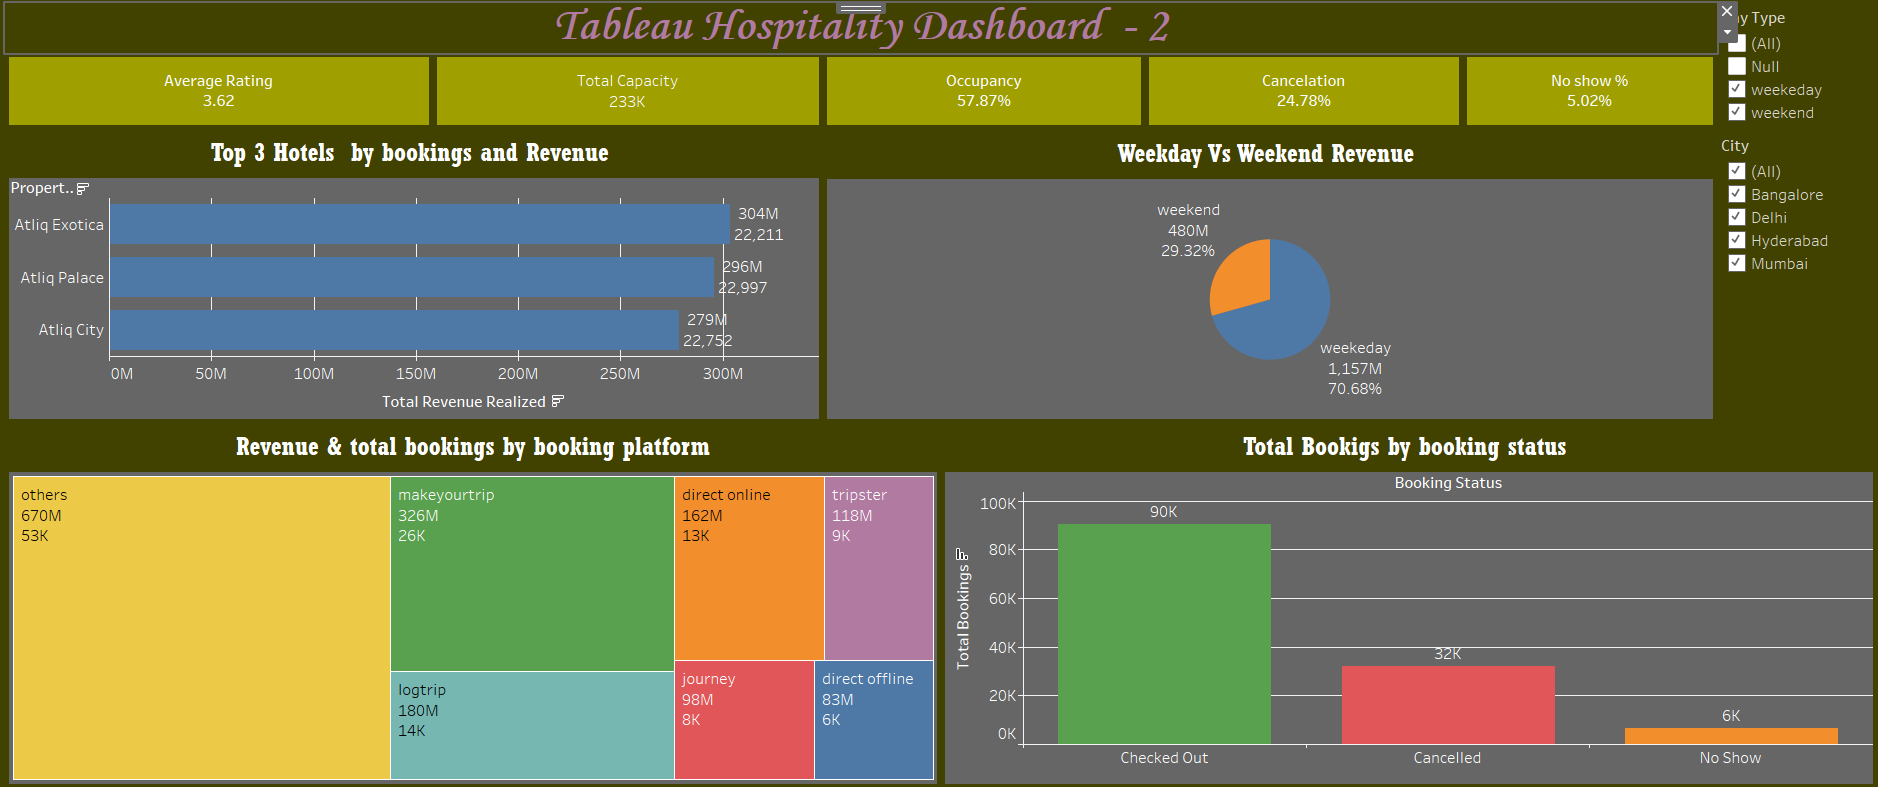 Tableau Hospitality Dashboard - 2
Average Rating
3.62
Total Capacity
233K
Occupancy
57.87%
Cancelation
24.78%
No show %
5.02%
y Type
(All)
Null
weekeday
weekend
City
(All)
Bangalore
Delhi
Hyderabad
Mumbai
Top 3 Hotels by bookings and Revenue
Propert..
Atliq Exotica
304M
22,211
Atliq Palace
296M
22,997
Atliq City
279M
22,752
0M 50M 100M 150M 200M 250M 300M
Total Revenue Realized
Weekday Vs Weekend Revenue
weekend
480M
29.32%
weekeday
1,157M
70.68%
Revenue & total bookings by booking platform
others
670M
53K
makeyourtrip
326M
26K
logtrip
180M
14K
direct online
162M
13K
tripster
118M
9K
journey
98M
8K
direct offline
83M
6K
Total Bookigs by booking status
Booking Status
Total Bookings
100K
80K
60K
40K
20K
0K
90K
32K
6K
Checked Out Cancelled No Show